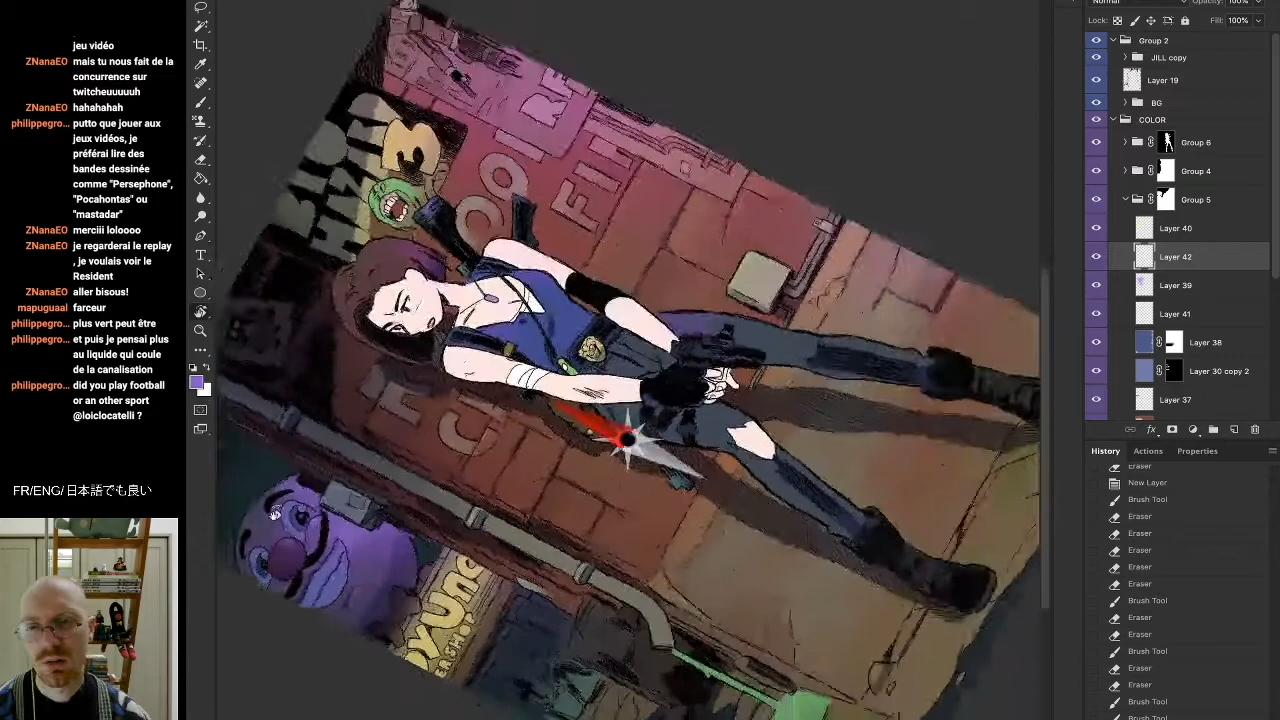 jeu vidéo
ZNanaEO mais tu nous fait de la
concurrence sur
twitcheuuuuuh
ZNanaEO hahahahah
philippegro... putto que jouer aux
jeux vidéos, je
préférai lire des
bandes dessinée
comme "Persephone",
"Pocahontas" ou
"mastadar"
ZNanaEO merciii loloooo
ZNanaEO je regarderai le replay
, je voulais voir le
Resident
ZNanaEO aller bisous!
mapuguaal farceur
philippegro... plus vert peut être
philippegro... et puis je pensai plus
au liquide qui coule
de la canalisation
philippegro... did you play football
or an other sport
@loiclocatelli ?
FR/ENG/日本語でも良い
3
Normal Opacity: 100%
Lock: Fill: 100%
Group 2
JILL copy
Layer 19
BG
COLOR
Group 6
Group 4
Group 5
Layer 40
Layer 42
Layer 39
Layer 41
Layer 38
Layer 30 copy 2
Layer 37
fx
History Actions Properties
Eraser
New Layer
Brush Tool
Eraser
Eraser
Eraser
Eraser
Eraser
Brush Tool
Eraser
Eraser
Brush Tool
Eraser
Eraser
Brush Tool